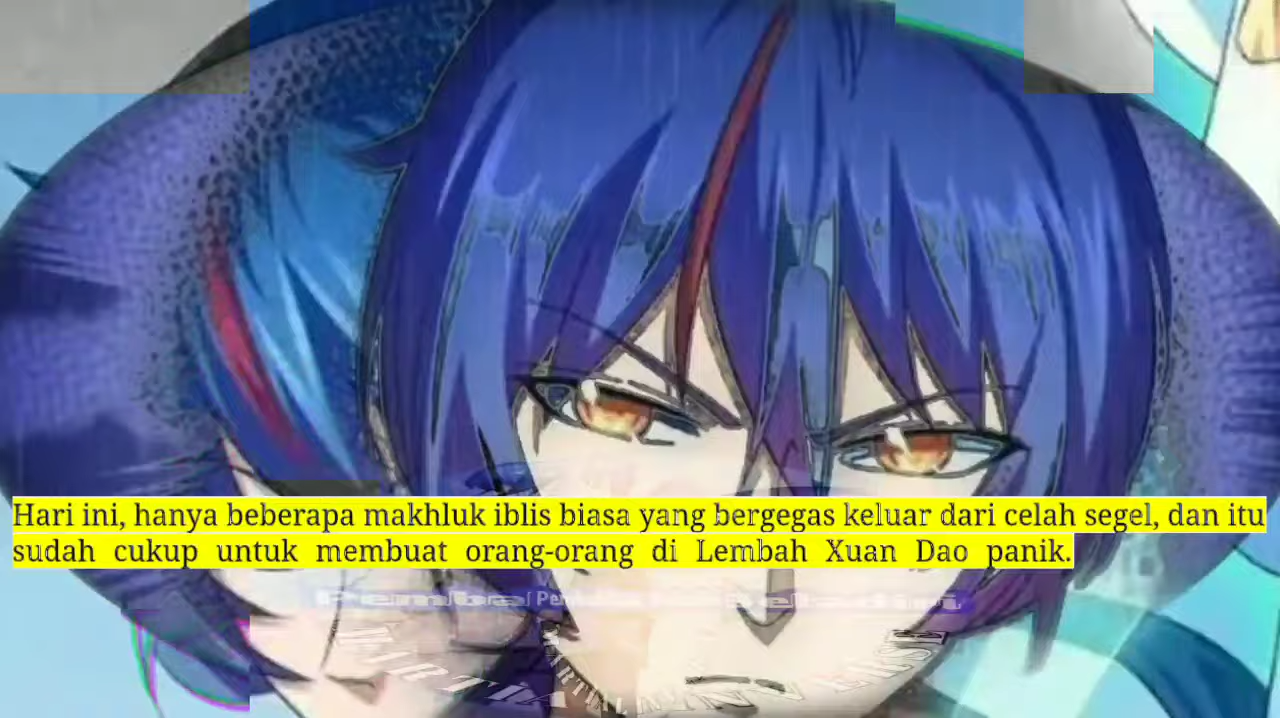 Hari ini, hanya beberapa makhluk iblis biasa yang bergegas keluar dari celah segel, dan itu
sudah cukup untuk membuat orang-orang di Lembah Xuan Dao panik.